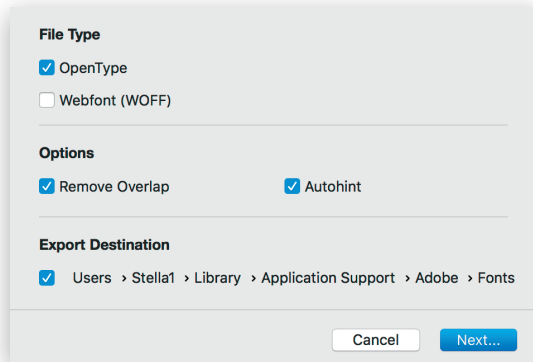 File Type
OpenType
Webfont (WOFF)
Options
Remove Overlap Autohint
Export Destination
Users › Stella1 › Library › Application Support › Adobe › Fonts
Cancel Next...